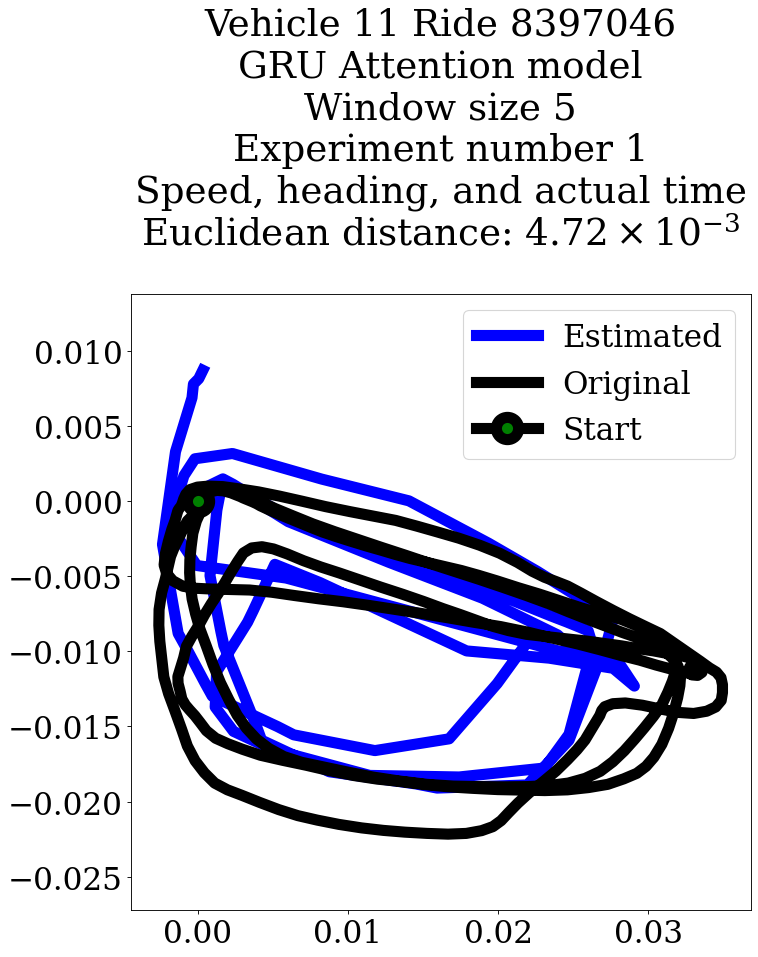 Vehicle 11 Ride 8397046
GRU Attention model
Window size 5
Experiment number 1
Speed, heading, and actual time
Euclidean distance: 4.72 × 10⁻³
Estimated
Original
Start
0.010
0.005
0.000
−0.005
−0.010
−0.015
−0.020
−0.025
0.00 0.01 0.02 0.03